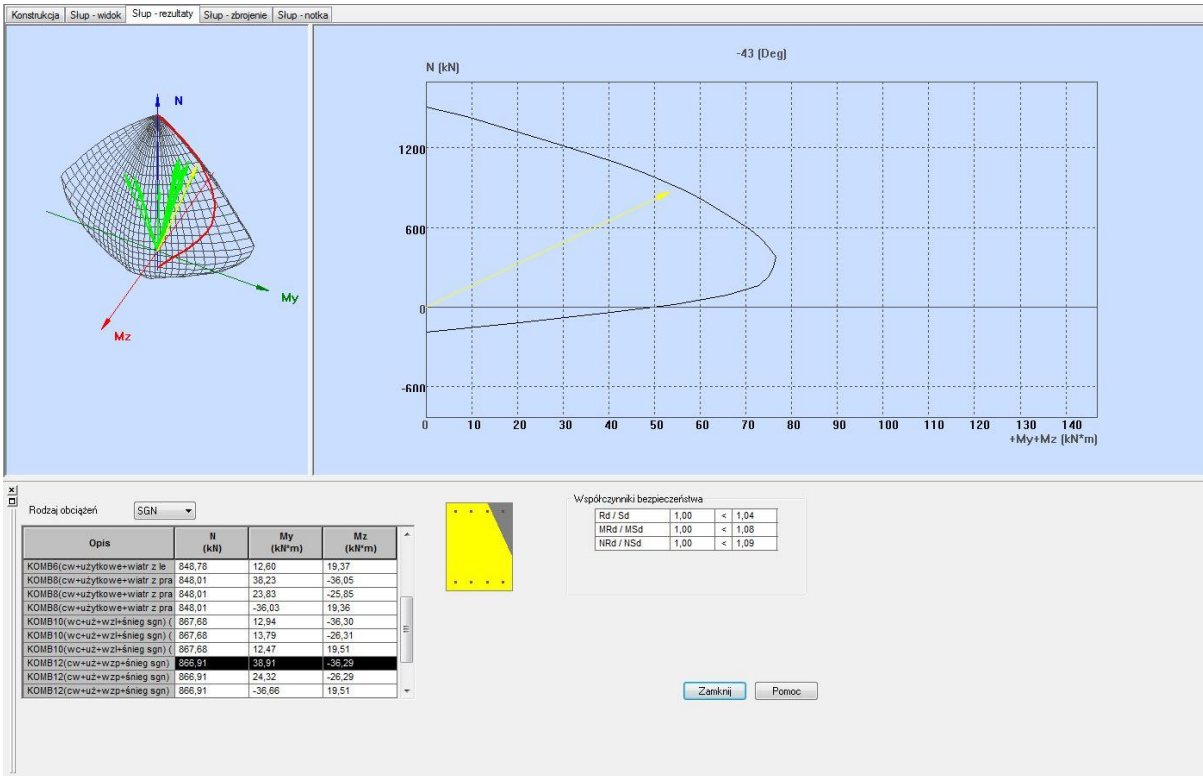 Konstrukcja Słup - widok Słup - rezultaty Słup - zbrojenie Słup - notka
N
My
Mz
-43 (Deg)
N (kN)
1200
600
0
-600
0 10 20 30 40 50 60 70 80 90 100 110 120 130 140
+My+Mz (kN*m)
Rodzaj obciążeń SGN
Opis N (kN) My (kN*m) Mz (kN*m)
KOMB6(cw+użytkowe+wiatr z le 848,78 12,60 19,37
KOMB8(cw+użytkowe+wiatr z pra 848,01 38,23 -36,05
KOMB8(cw+użytkowe+wiatr z pra 848,01 23,83 -25,85
KOMB8(cw+użytkowe+wiatr z pra 848,01 -36,03 19,36
KOMB10(wc+uż+wzl+śnieg sgn) ( 867,68 12,94 -36,30
KOMB10(wc+uż+wzl+śnieg sgn) ( 867,68 13,79 -26,31
KOMB10(wc+uż+wzl+śnieg sgn) ( 867,68 12,47 19,51
KOMB12(cw+uż+wzp+śnieg sgn) 866,91 38,91 -36,29
KOMB12(cw+uż+wzp+śnieg sgn) 866,91 24,32 -26,29
KOMB12(cw+uż+wzp+śnieg sgn) 866,91 -36,66 19,51
Współczynniki bezpieczeństwa
Rd / Sd 1,00 < 1,04
MRd / MSd 1,00 < 1,08
NRd / NSd 1,00 < 1,09
Zamknij Pomoc